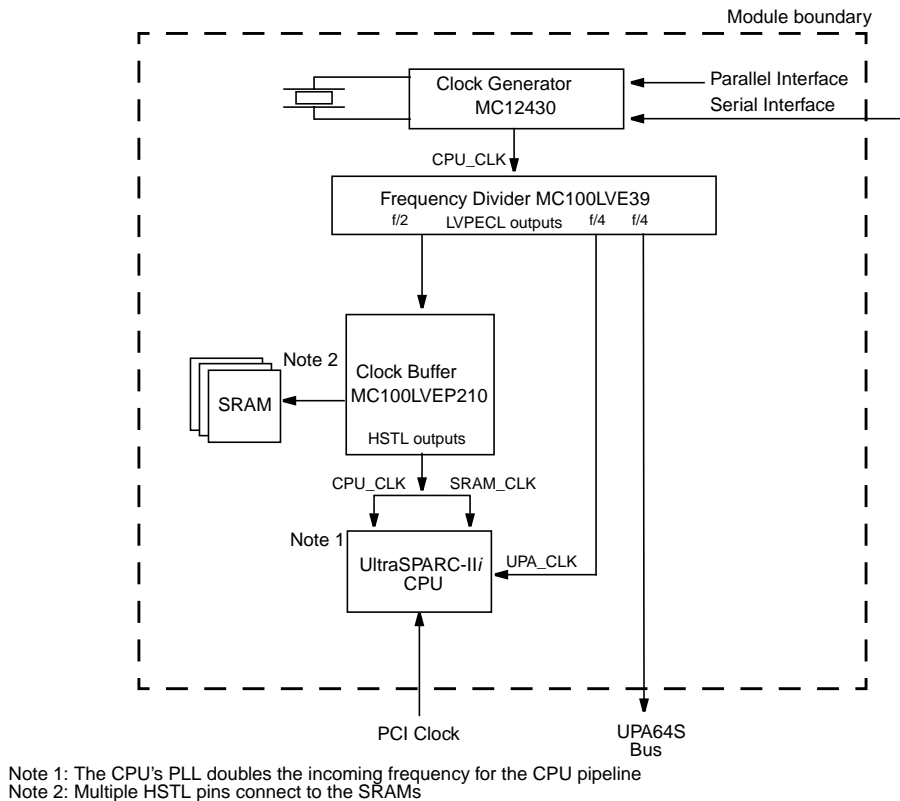 Module boundary
Clock Generator
MC12430
Parallel Interface
Serial Interface
CPU_CLK
Frequency Divider MC100LVE39
f/2 LVPECL outputs f/4 f/4
Note 2
Clock Buffer
MC100LVEP210
SRAM
HSTL outputs
CPU_CLK SRAM_CLK
Note 1
UltraSPARC-IIi
CPU
UPA_CLK
PCI Clock
UPA64S
Bus
Note 1: The CPU's PLL doubles the incoming frequency for the CPU pipeline
Note 2: Multiple HSTL pins connect to the SRAMs